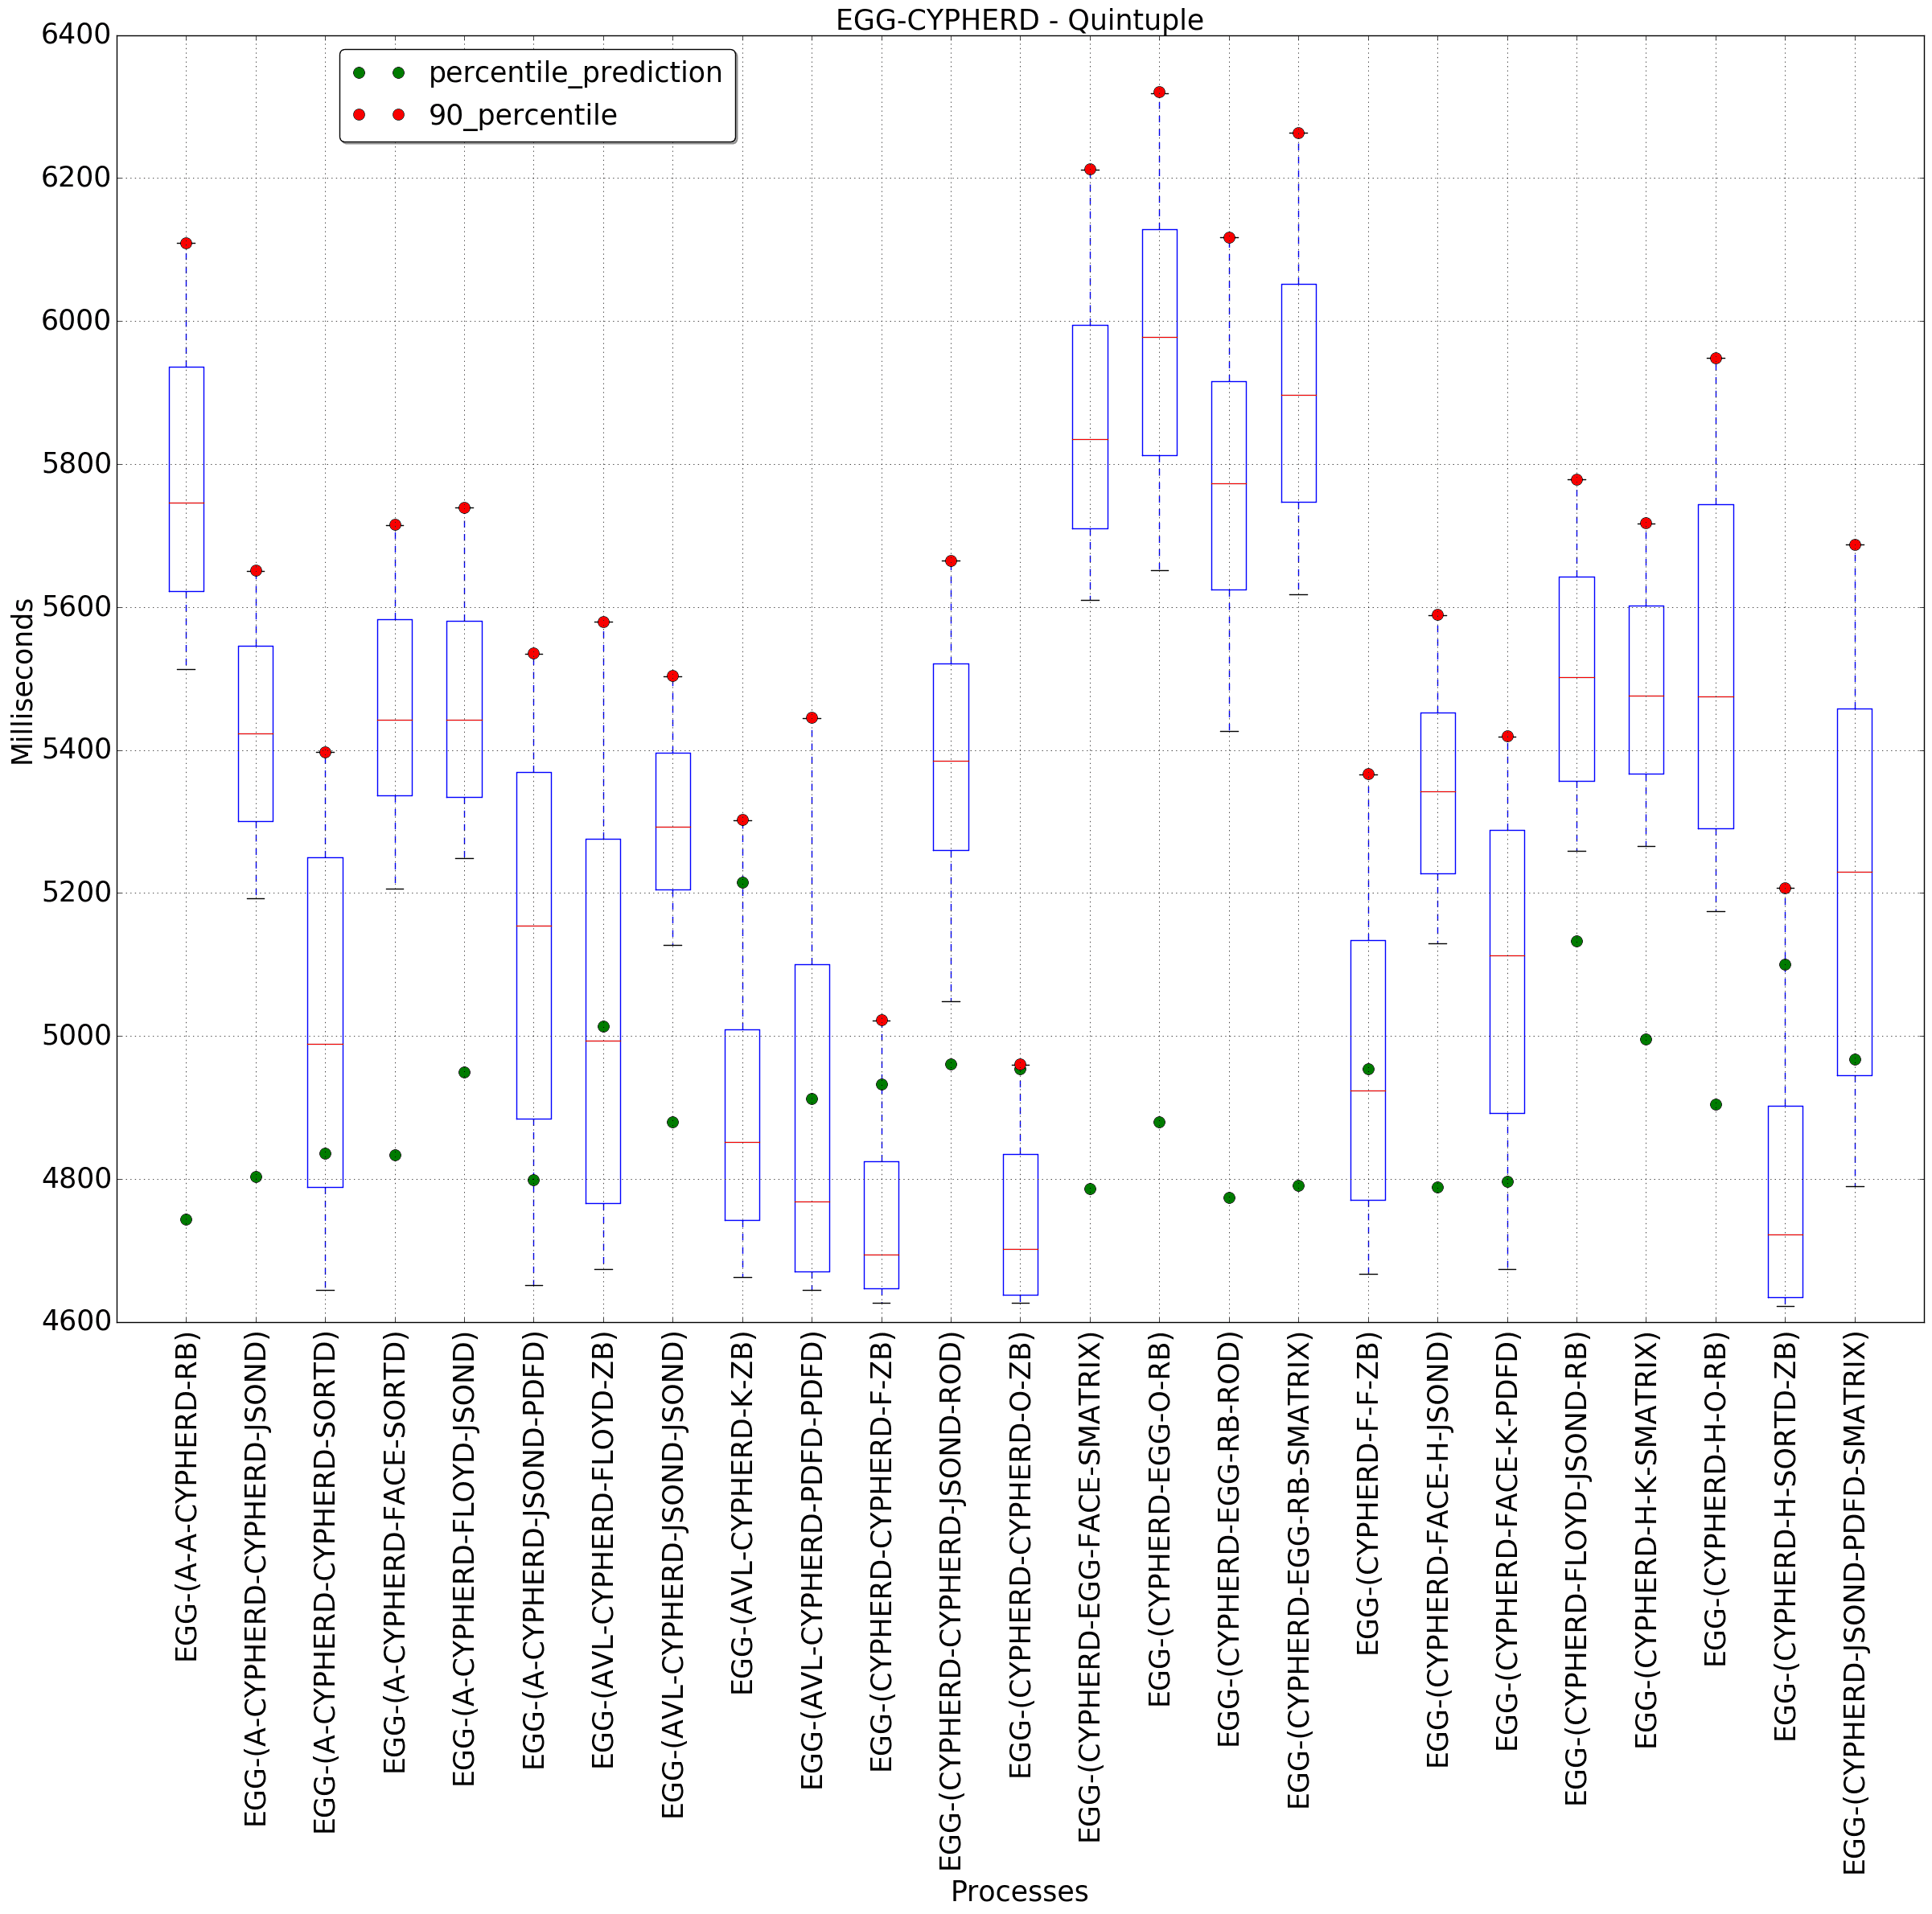 EGG-CYPHERD - Quintuple
percentile_prediction
90_percentile
Milliseconds
6400
6200
6000
5800
5600
5400
5200
5000
4800
4600
EGG-(A-A-CYPHERD-RB)
EGG-(A-CYPHERD-CYPHERD-JSOND)
EGG-(A-CYPHERD-CYPHERD-SORTD)
EGG-(A-CYPHERD-FACE-SORTD)
EGG-(A-CYPHERD-FLOYD-JSOND)
EGG-(A-CYPHERD-JSOND-PDFD)
EGG-(AVL-CYPHERD-FLOYD-ZB)
EGG-(AVL-CYPHERD-JSOND-JSOND)
EGG-(AVL-CYPHERD-K-ZB)
EGG-(AVL-CYPHERD-PDFD-PDFD)
EGG-(CYPHERD-CYPHERD-F-ZB)
EGG-(CYPHERD-CYPHERD-JSOND-ROD)
EGG-(CYPHERD-CYPHERD-O-ZB)
EGG-(CYPHERD-EGG-FACE-SMATRIX)
EGG-(CYPHERD-EGG-O-RB)
EGG-(CYPHERD-EGG-RB-ROD)
EGG-(CYPHERD-EGG-RB-SMATRIX)
EGG-(CYPHERD-F-F-ZB)
EGG-(CYPHERD-FACE-H-JSOND)
EGG-(CYPHERD-FACE-K-PDFD)
EGG-(CYPHERD-FLOYD-JSOND-RB)
EGG-(CYPHERD-H-K-SMATRIX)
EGG-(CYPHERD-H-O-RB)
EGG-(CYPHERD-H-SORTD-ZB)
EGG-(CYPHERD-JSOND-PDFD-SMATRIX)
Processes